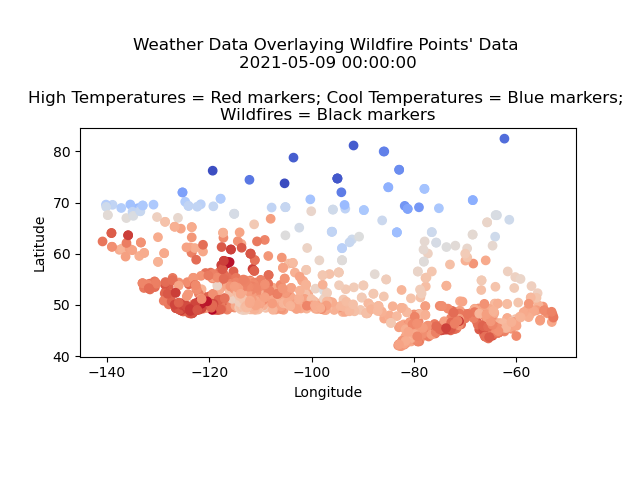 Weather Data Overlaying Wildfire Points' Data
2021-05-09 00:00:00
High Temperatures = Red markers; Cool Temperatures = Blue markers;
Wildfires = Black markers
80
70
60
50
40
Latitude
−140
−120
−100
−80
−60
Longitude